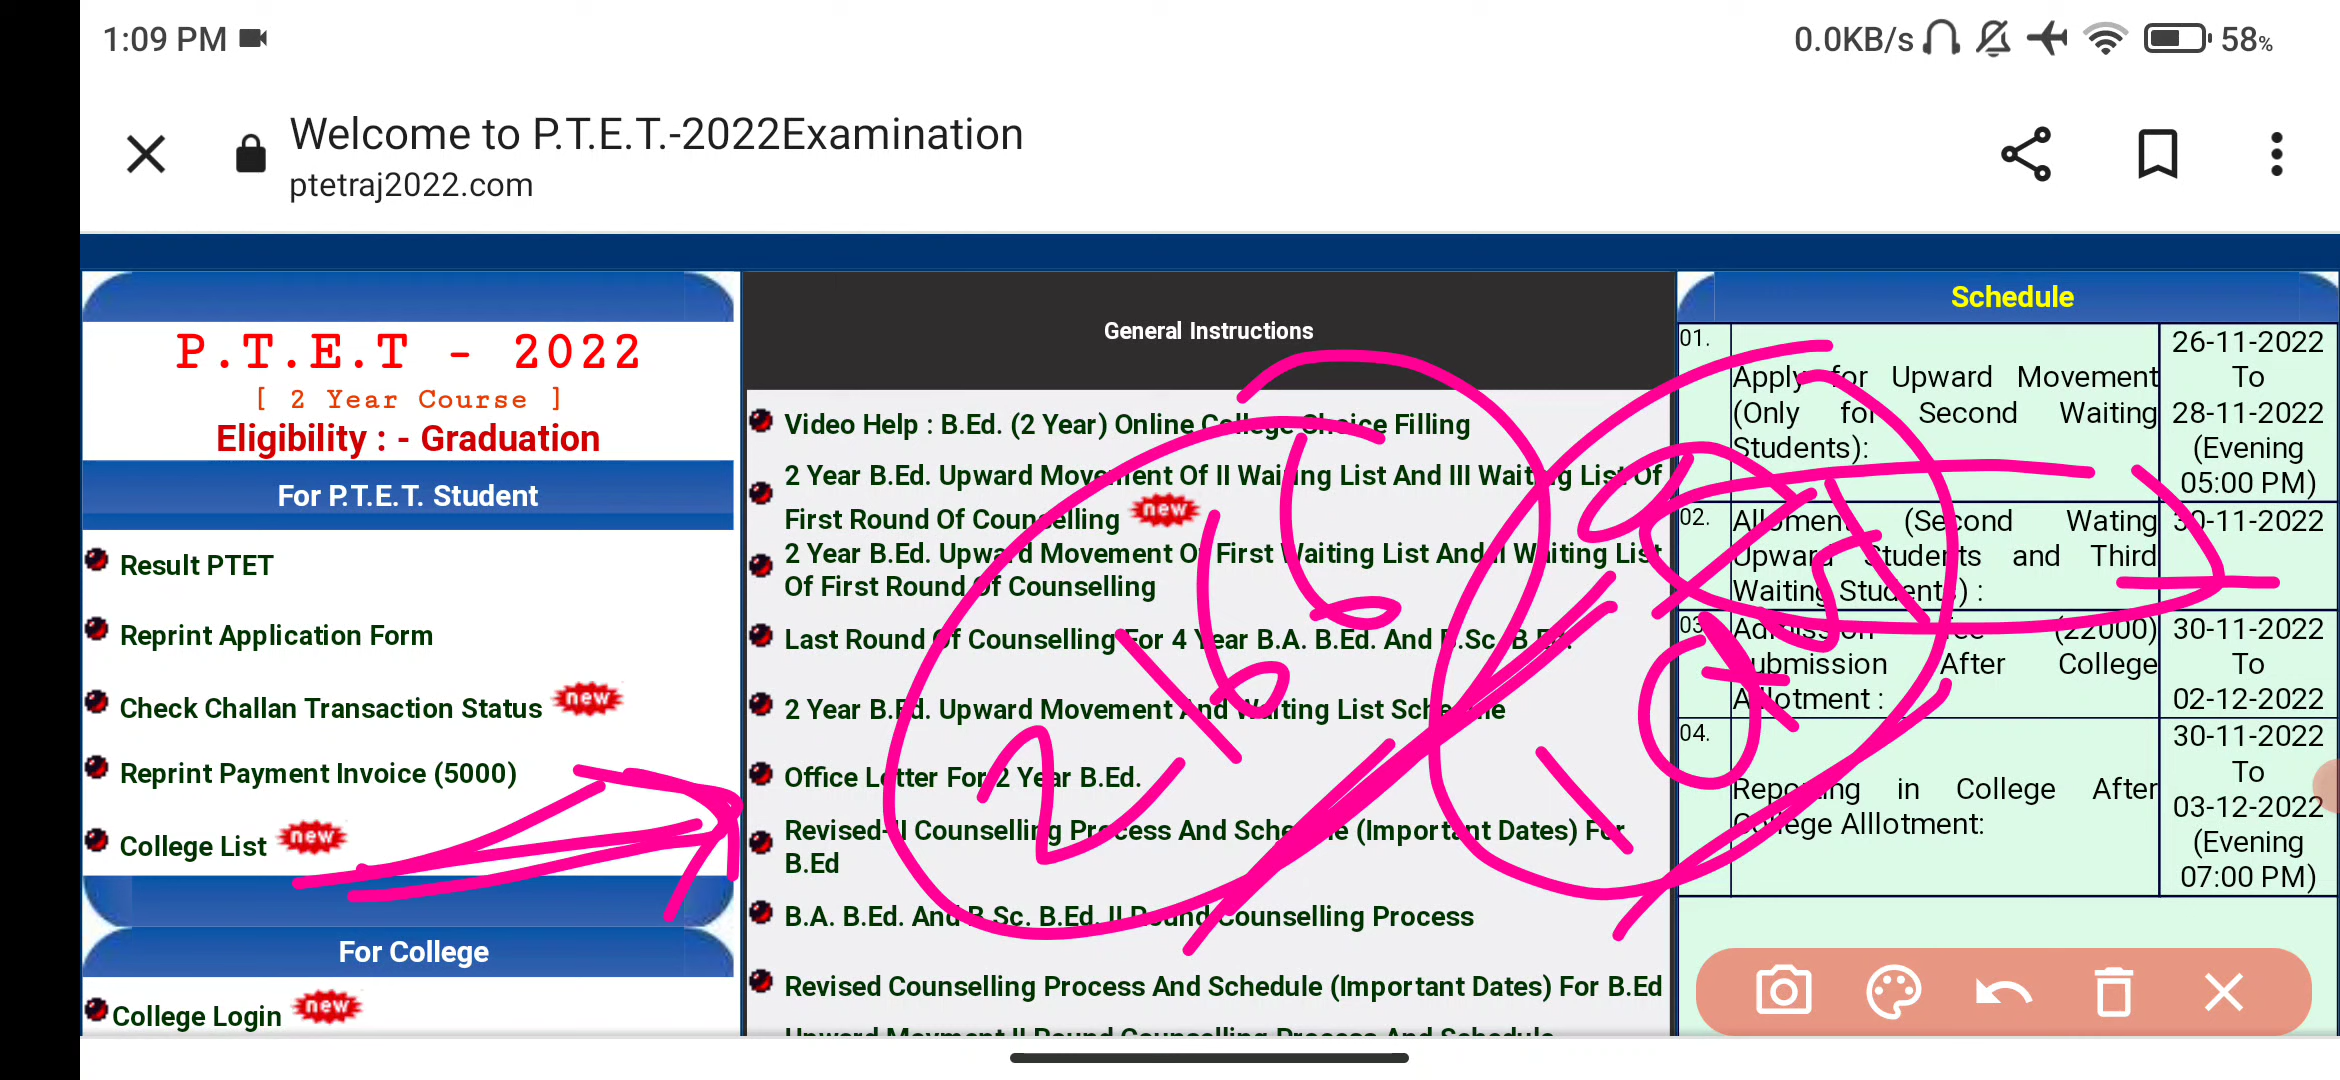 1:09 PM
0.0KB/s
58%
Welcome to P.T.E.T.-2022Examination
ptetraj2022.com
P.T.E.T - 2022
[ 2 Year Course ]
Eligibility : - Graduation
For P.T.E.T. Student
Result PTET
Reprint Application Form
Check Challan Transaction Status new
Reprint Payment Invoice (5000)
College List new
For College
College Login new
General Instructions
Video Help : B.Ed. (2 Year) Online College Choice Filling
2 Year B.Ed. Upward Movement Of II Waiting List And III Waiting List Of
First Round Of Councelling new
2 Year B.Ed. Upward Movement Of First Waiting List And II Waiting List
Of First Round Of Counselling
Last Round Of Counselling For 4 Year B.A. B.Ed. And B.Sc. B.Ed.
2 Year B.Ed. Upward Movement And Waiting List Schedule
Office Letter For 2 Year B.Ed.
Revised-II Counselling Process And Schedule (Important Dates) For
B.Ed
B.A. B.Ed. And B.Sc. B.Ed. II Round Counselling Process
Revised Counselling Process And Schedule (Important Dates) For B.Ed
Schedule
01.
Apply for Upward Movement
(Only for Second Waiting
Students):
26-11-2022
To
28-11-2022
(Evening
05:00 PM)
02.
(Second Wating
Upward Students and Third
Waiting Students) :
30-11-2022
03.
Admission Fee (22000)
Submission After College
Allotment :
30-11-2022
To
02-12-2022
04.
Reporting in College After
College Alllotment:
30-11-2022
To
03-12-2022
(Evening
07:00 PM)